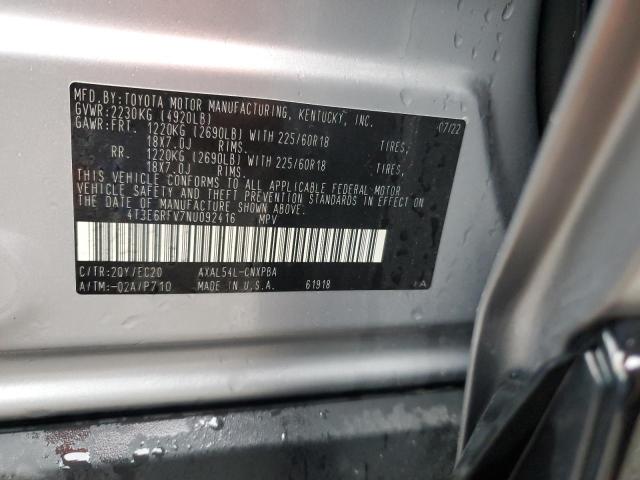 MFD.BY:TOYOTA MOTOR MANUFACTURING, KENTUCKY, INC. 07/22
GVWR:2230KG (4920LB)
GAWR:FRT. 1220KG (2690LB) WITH 225/60R18 TIRES,
18X7.0J RIMS.
RR. 1220KG (2690LB) WITH 225/60R18 TIRES,
18X7.0J RIMS.
THIS VEHICLE CONFORMS TO ALL APPLICABLE FEDERAL MOTOR
VEHICLE SAFETY AND THEFT PREVENTION STANDARDS IN EFFECT ON
THE DATE OF MANUFACTURE SHOWN ABOVE.
4T3E6RFV7NU092416 MPV
C/TR:2QY/EC20 AXAL54L-CNXPBA
A/TM:-02A/P710 MADE IN U.S.A. 61918 A